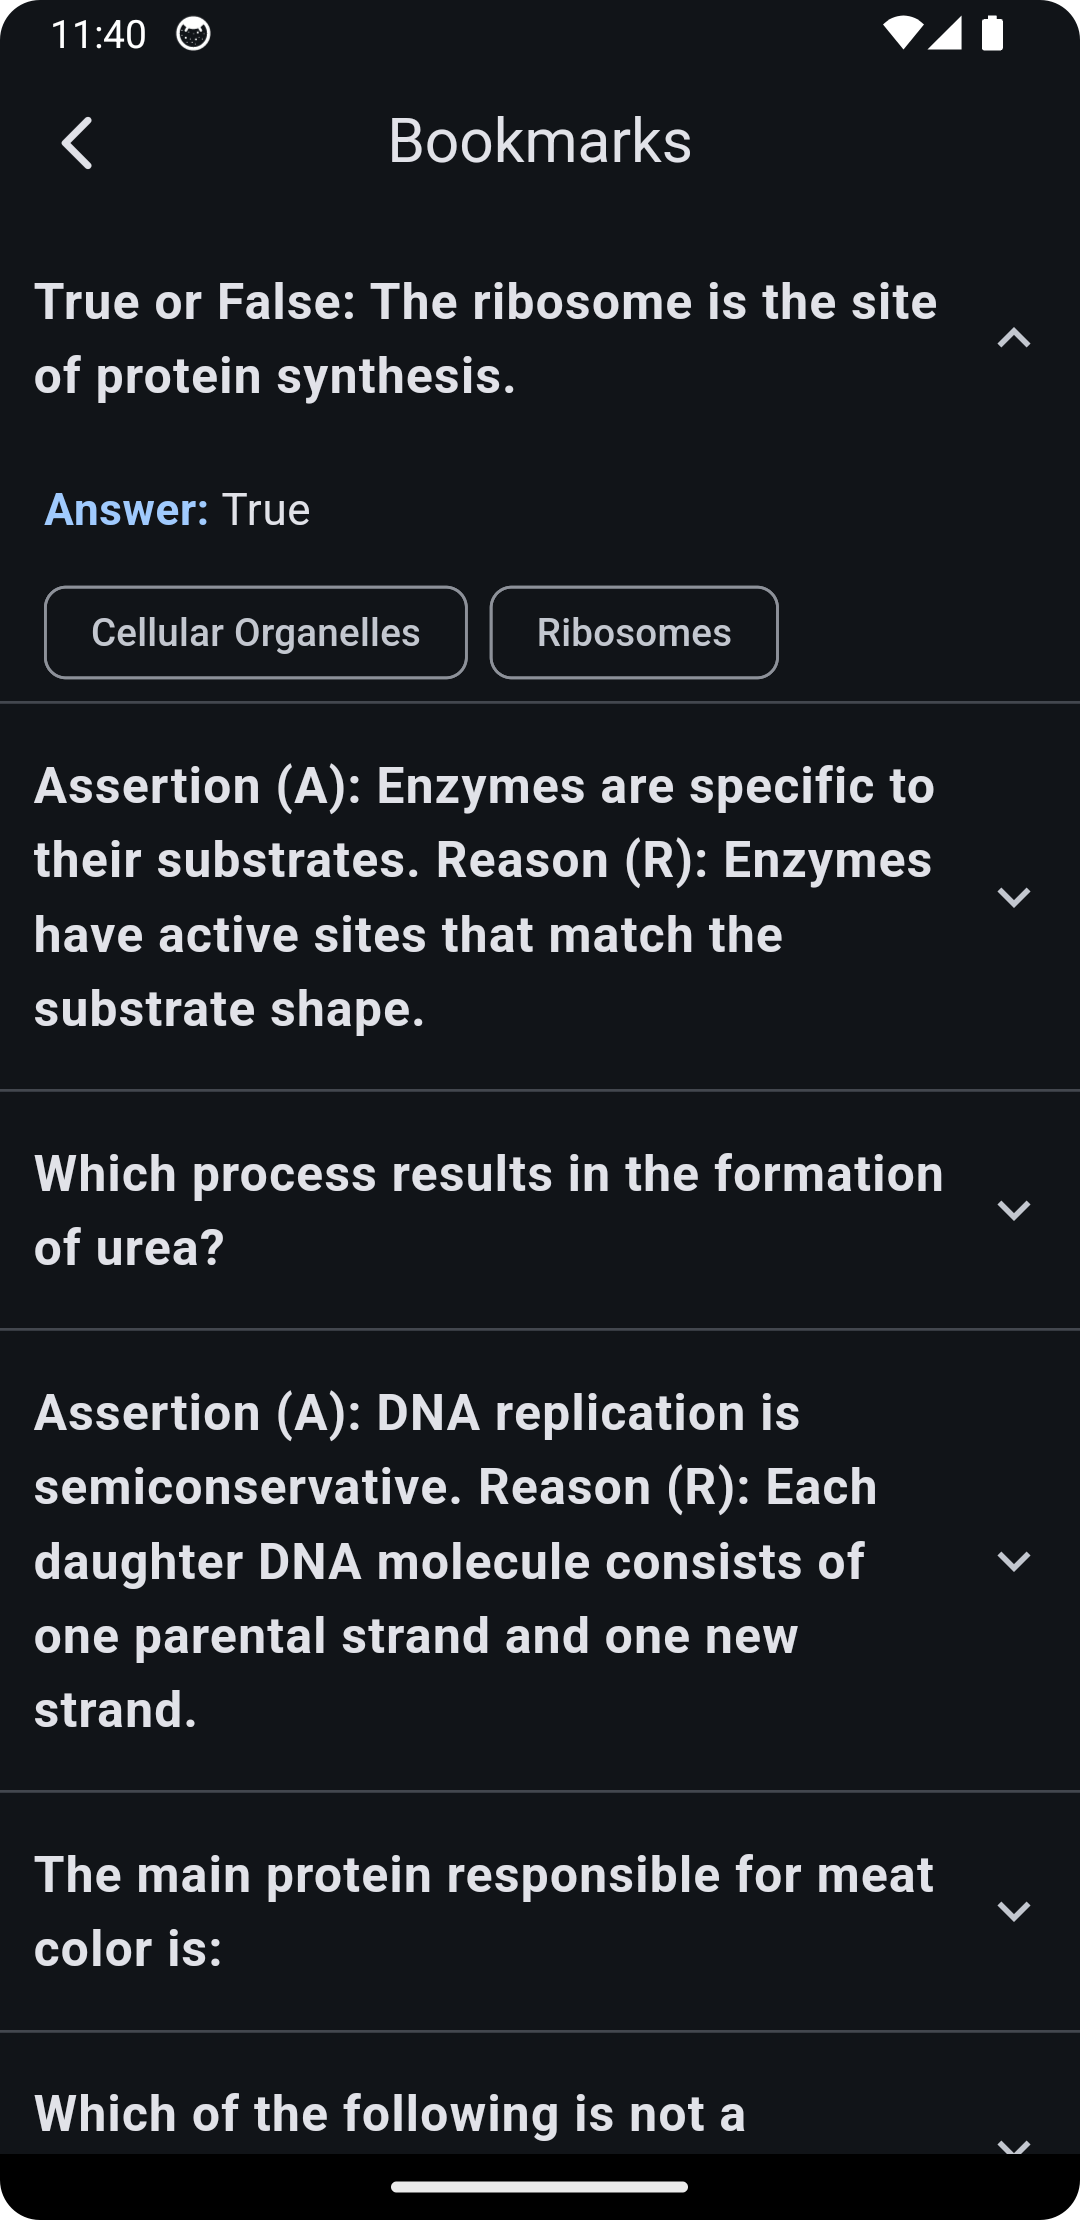 11:40
Bookmarks
True or False: The ribosome is the site
of protein synthesis.
Answer: True
Cellular Organelles
Ribosomes
Assertion (A): Enzymes are specific to
their substrates. Reason (R): Enzymes
have active sites that match the
substrate shape.
Which process results in the formation
of urea?
Assertion (A): DNA replication is
semiconservative. Reason (R): Each
daughter DNA molecule consists of
one parental strand and one new
strand.
The main protein responsible for meat
color is:
Which of the following is not a